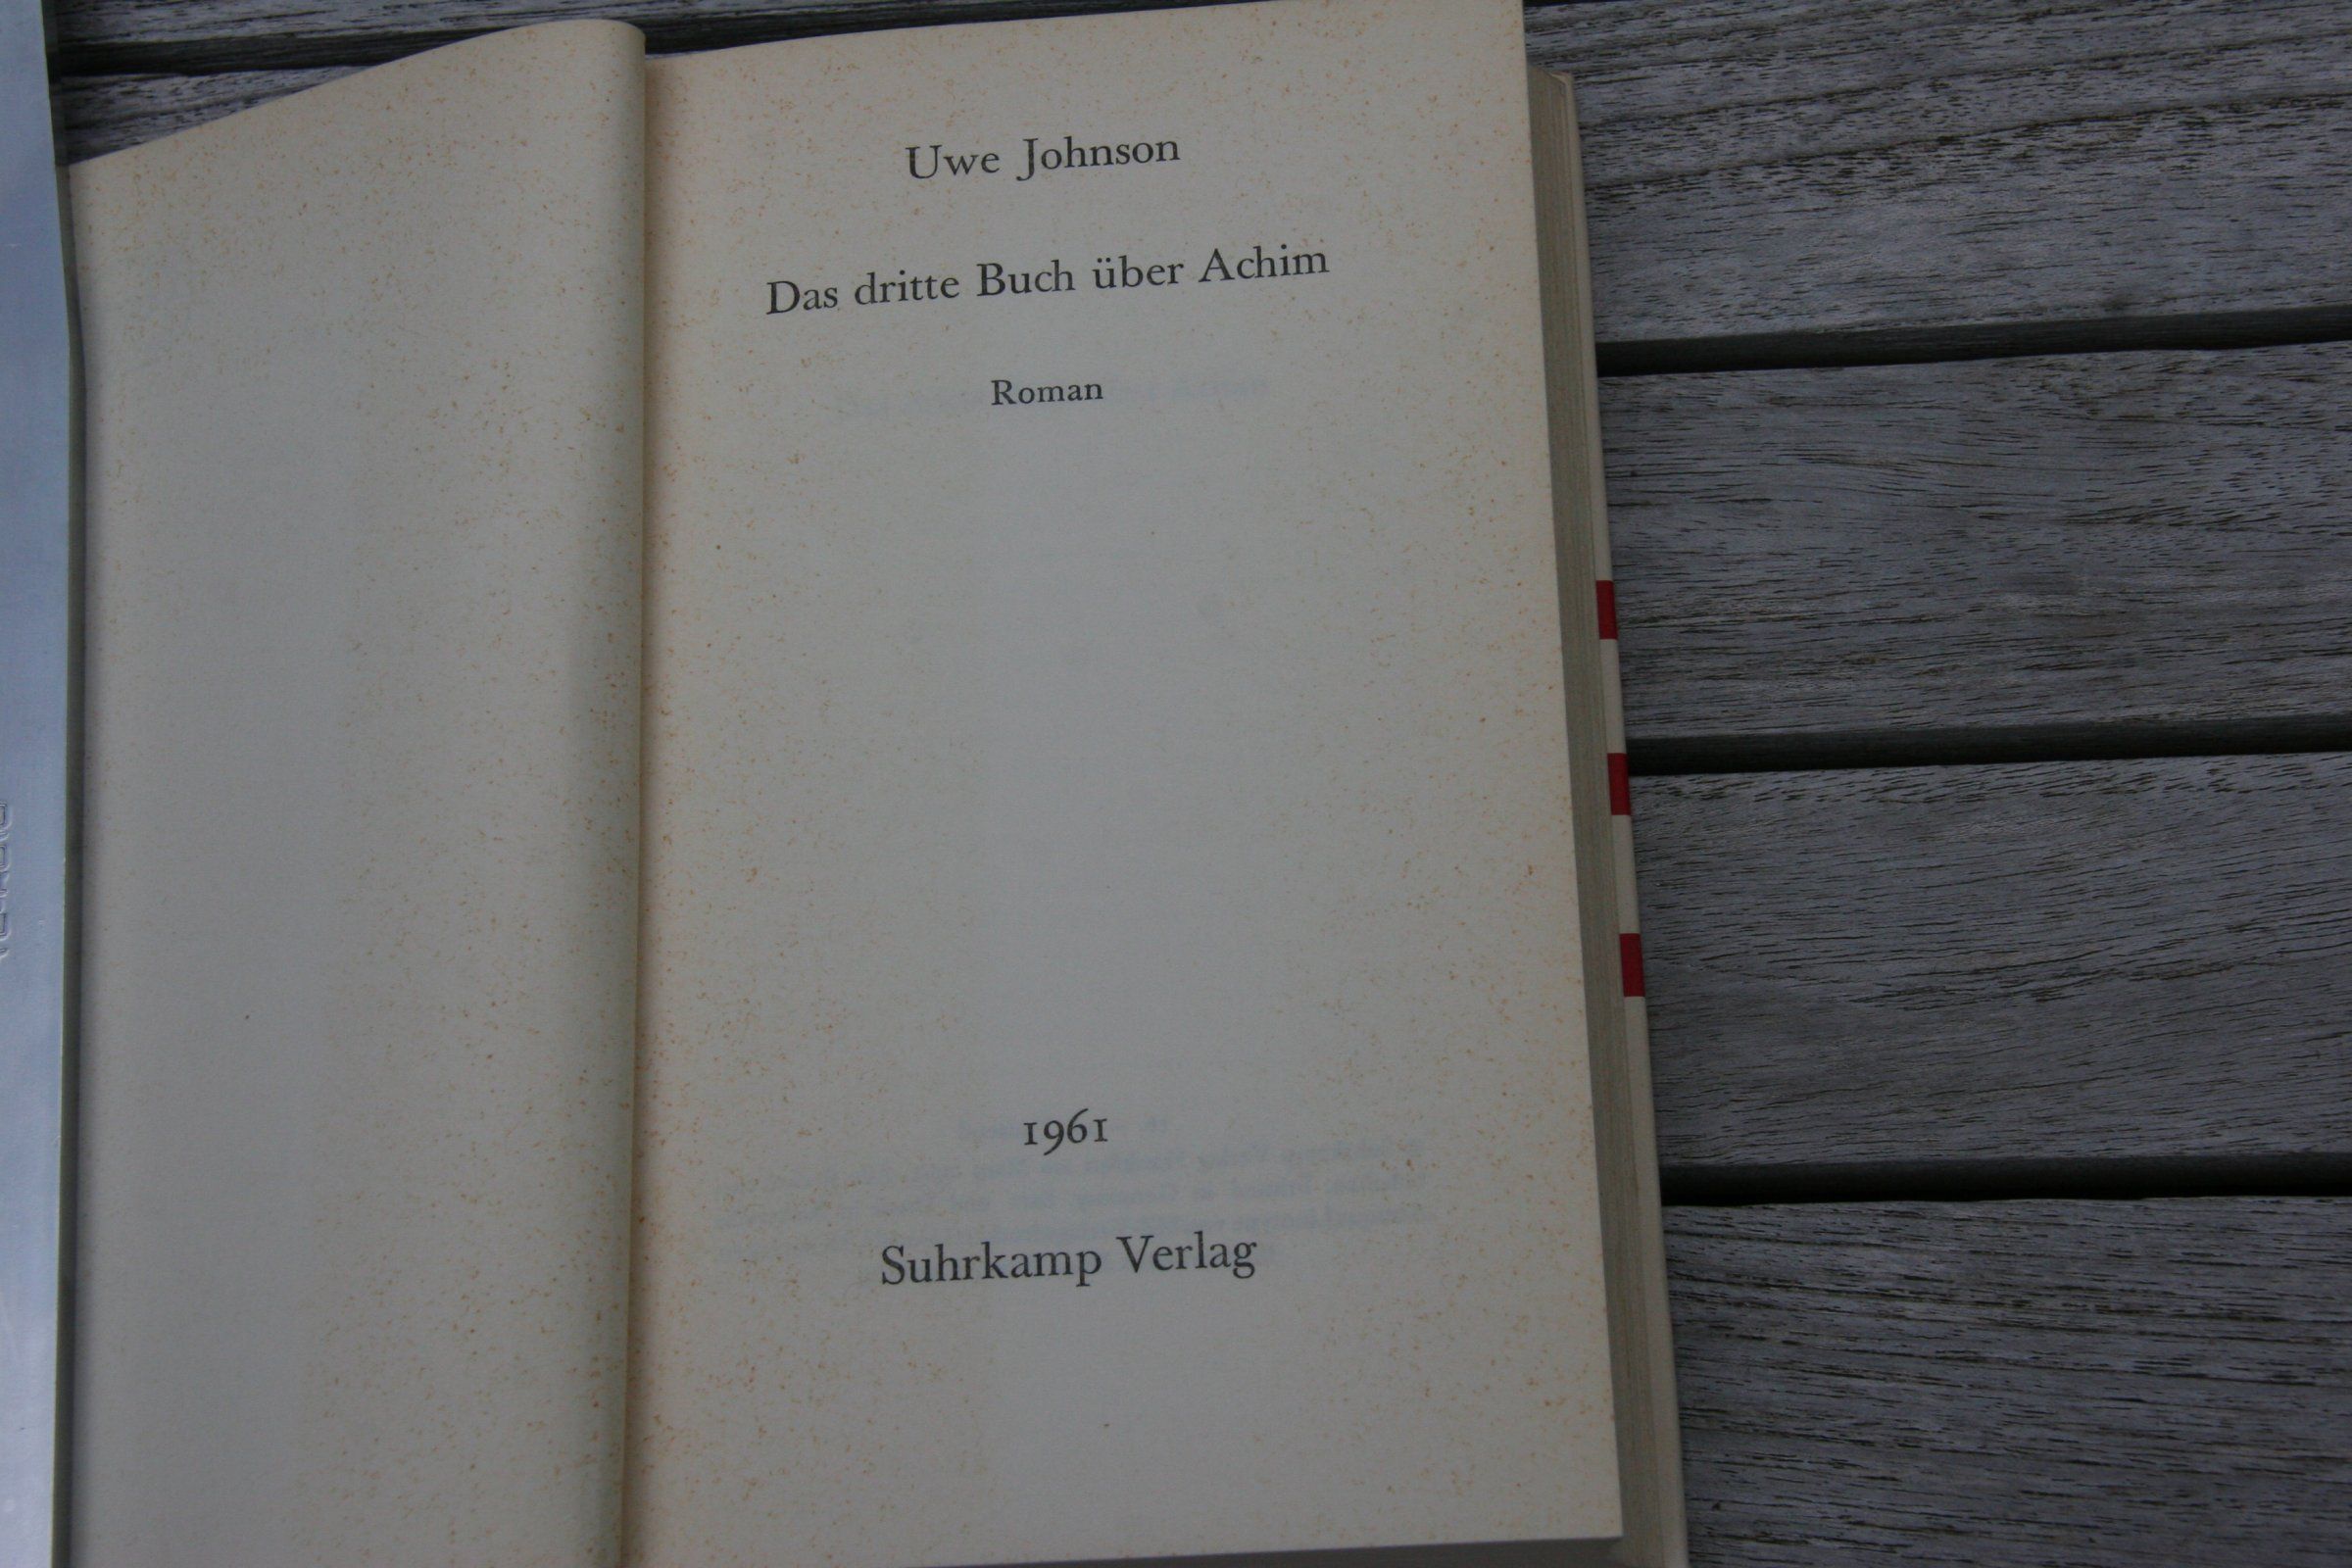 Uwe Johnson
Das dritte Buch über Achim
Roman
1961
Suhrkamp Verlag